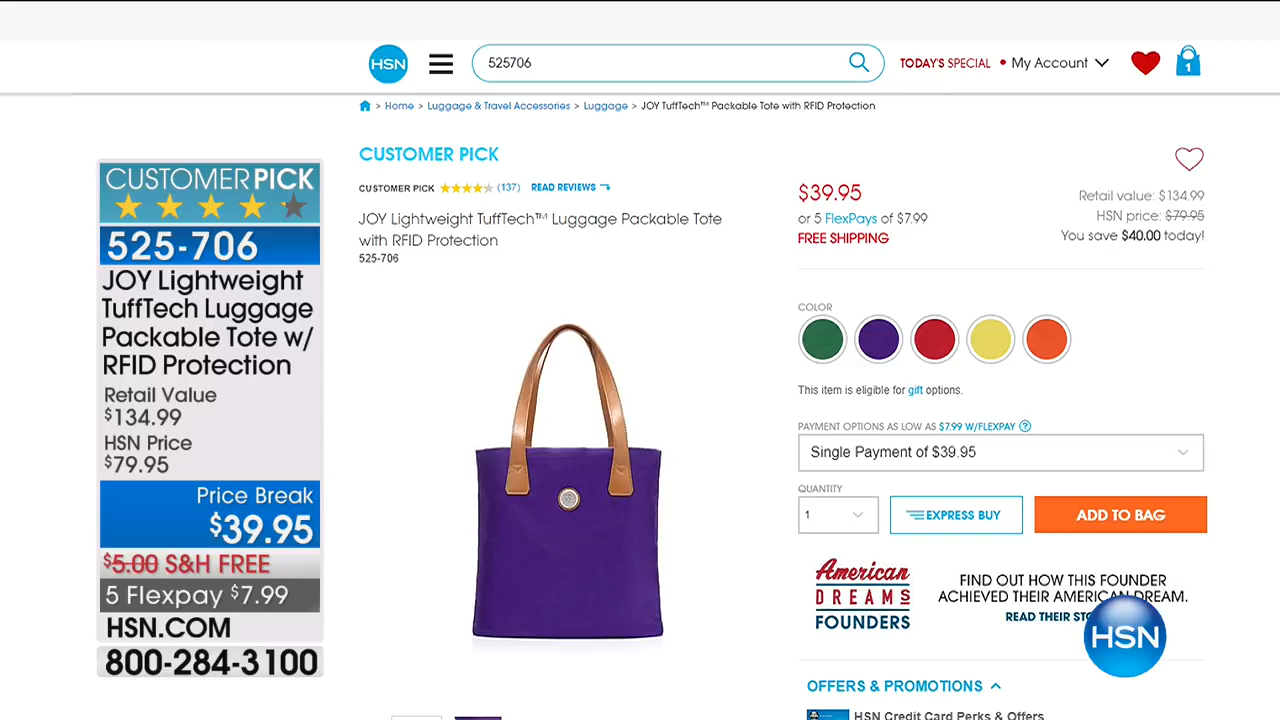 HSN
525706
TODAY'S SPECIAL • My Account
1
> Home > Luggage & Travel Accessories > Luggage > JOY TuffTech™ Packable Tote with RFID Protection
CUSTOMER PICK
525-706
JOY Lightweight
TuffTech Luggage
Packable Tote w/
RFID Protection
Retail Value
$134.99
HSN Price
$79.95
Price Break
$39.95
$5.00 S&H FREE
5 Flexpay $7.99
HSN.COM
800-284-3100
CUSTOMER PICK
CUSTOMER PICK (137) READ REVIEWS
JOY Lightweight TuffTech™ Luggage Packable Tote
with RFID Protection
525-706
$39.95
or 5 FlexPays of $7.99
FREE SHIPPING
Retail value: $134.99
HSN price: $79.95
You save $40.00 today!
COLOR
This item is eligible for gift options.
PAYMENT OPTIONS AS LOW AS $7.99 W/FLEXPAY ?
Single Payment of $39.95
QUANTITY
1
EXPRESS BUY
ADD TO BAG
American
DREAMS
FOUNDERS
FIND OUT HOW THIS FOUNDER
ACHIEVED THEIR AMERICAN DREAM.
READ THEIR
HSN
OFFERS & PROMOTIONS
HSN Credit Card Perks & Offers